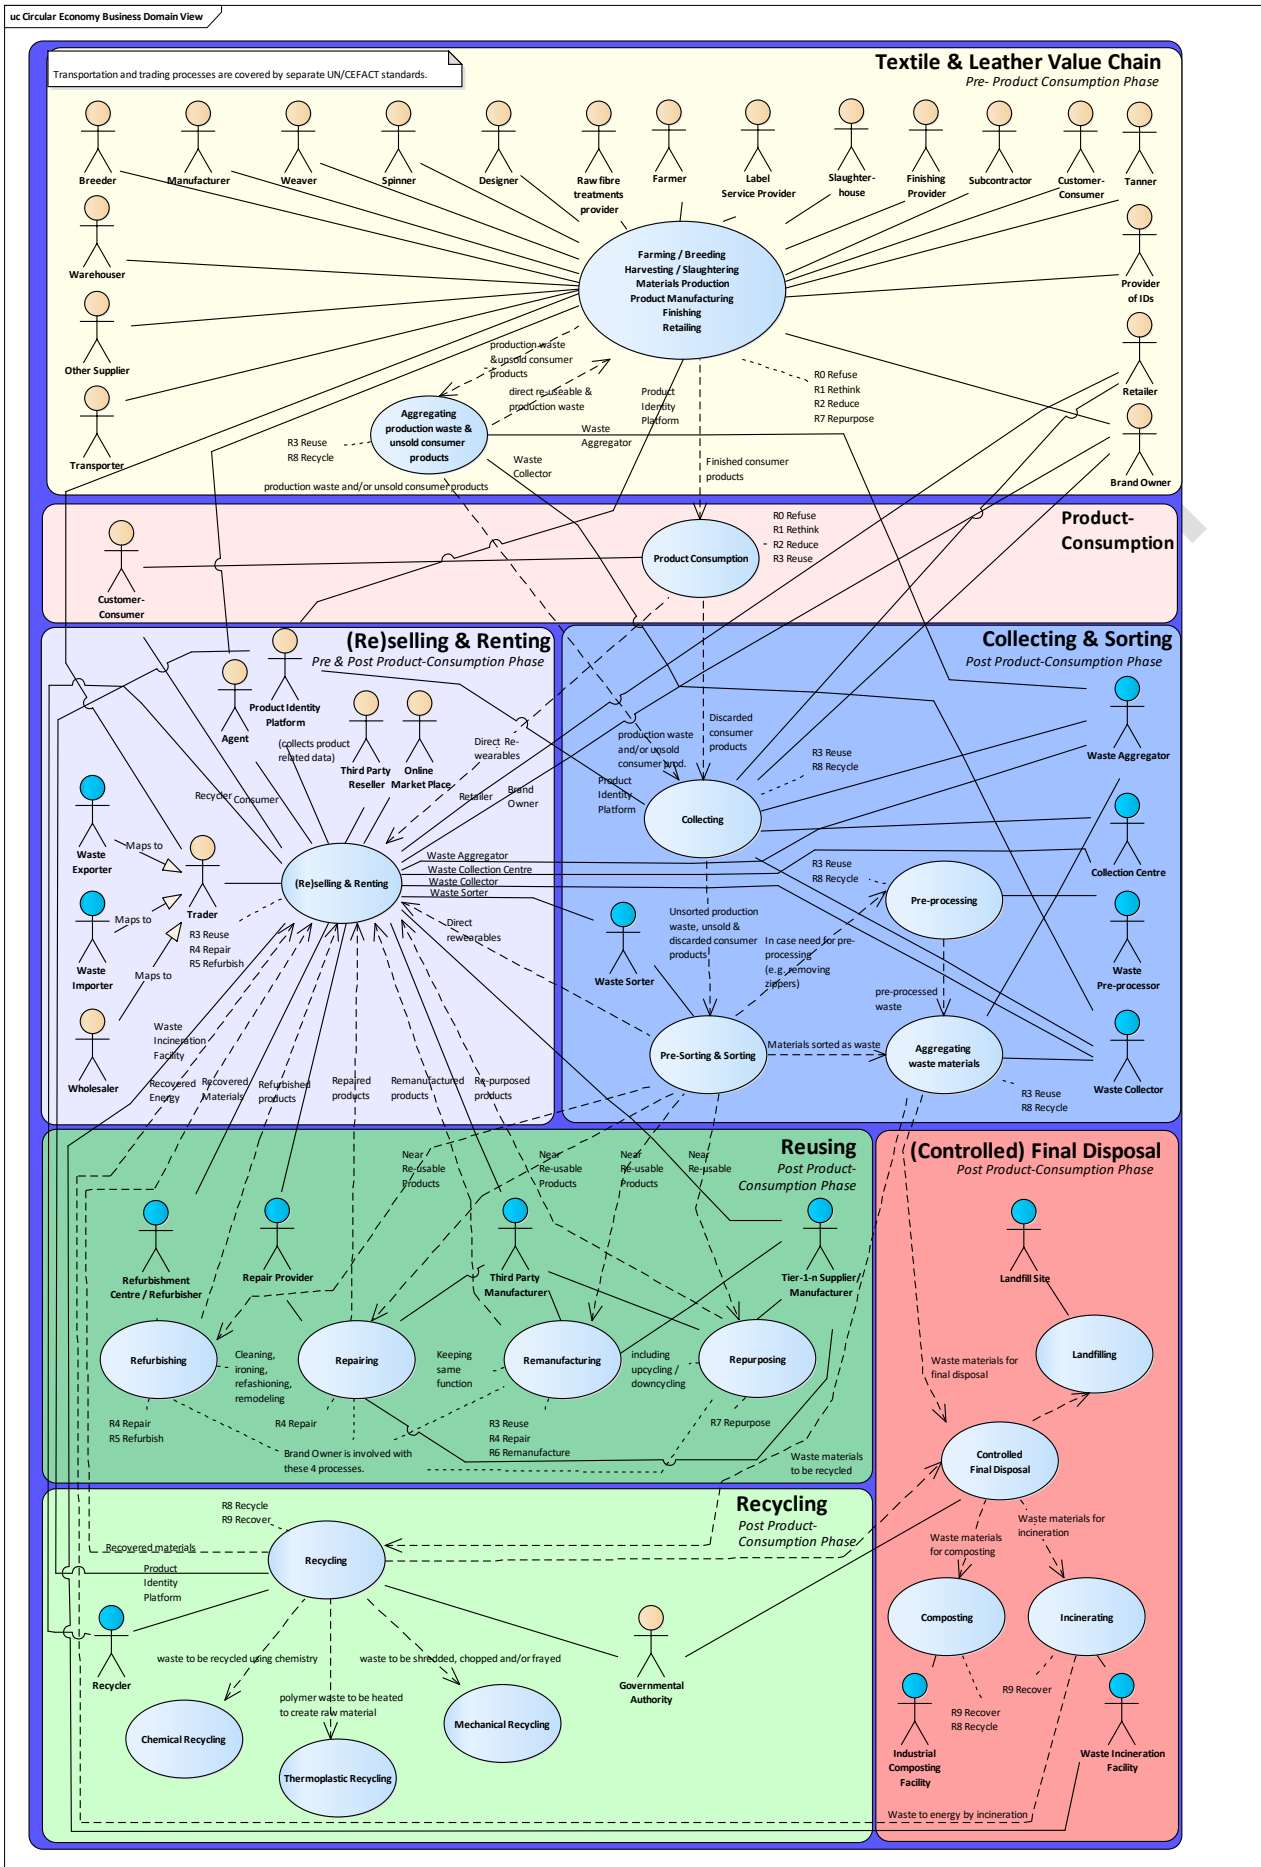 uc Circular Economy Business Domain View
Textile & Leather Value Chain
Pre- Product Consumption Phase
Transportation and trading processes are covered by separate UN/CEFACT standards.
Breeder
Manufacturer
Weaver
Spinner
Designer
Raw fibre
treatments
provider
Farmer
Label
Service Provider
Slaughter-
house
Finishing
Provider
Subcontractor
Customer-
Consumer
Tanner
Warehouser
Other Supplier
Transporter
Provider
of IDs
Retailer
Brand Owner
Farming / Breeding
Harvesting / Slaughtering
Materials Production
Product Manufacturing
Finishing
Retailing
production waste
&unsold consumer
products
direct re-useable &
production waste
Product
Identity
Platform
R0 Refuse
R1 Rethink
R2 Reduce
R7 Repurpose
Aggregating
production waste &
unsold consumer
products
R3 Reuse
R8 Recycle
Waste
Aggregator
Waste
Collector
Finished consumer
products
production waste and/or unsold consumer products
Product-
Consumption
Customer-
Consumer
Product Consumption
R0 Refuse
R1 Rethink
R2 Reduce
R3 Reuse
(Re)selling & Renting
Pre & Post Product-Consumption Phase
Agent
Product Identity
Platform
(collects product
related data)
Third Party
Reseller
Online
Market Place
Direct Re-
wearables
Recycler
Consumer
Retailer
Brand
Owner
Waste
Exporter
Maps to
Waste
Importer
Maps to
Wholesaler
Maps to
Trader
R3 Reuse
R4 Repair
R5 Refurbish
(Re)selling & Renting
Waste Aggregator
Waste Collection Centre
Waste Collector
Waste Sorter
Direct
rewearables
Waste
Incineration
Facility
Recovered
Energy
Recovered
Materials
Refurbished
products
Repaired
products
Remanufactured
products
Re-purposed
products
Collecting & Sorting
Post Product-Consumption Phase
production waste
and/or unsold
consumer prod.
Discarded
consumer
products
Product
Identity
Platform
Collecting
R3 Reuse
R8 Recycle
Waste Aggregator
Collection Centre
Waste
Pre-processor
Waste Collector
Waste Sorter
R3 Reuse
R8 Recycle
Pre-processing
Unsorted production
waste, unsold &
discarded consumer
products
In case need for pre-
processing
(e.g. removing
zippers)
pre-processed
waste
Pre-Sorting & Sorting
Materials sorted as waste
Aggregating
waste materials
R3 Reuse
R8 Recycle
Reusing
Post Product-
Consumption Phase
Near
Re-usable
Products
Near
Re-usable
Products
Near
Re-usable
Products
Near
Re-usable
Refurbishment
Centre / Refurbisher
Repair Provider
Third Party
Manufacturer
Tier-1-n Supplier/
Manufacturer
Refurbishing
Cleaning,
ironing,
refashioning,
remodeling
Repairing
Keeping
same
function
Remanufacturing
including
upcycling /
downcycling
Repurposing
R4 Repair
R5 Refurbish
R4 Repair
R3 Reuse
R4 Repair
R6 Remanufacture
R7 Repurpose
Brand Owner is involved with
these 4 processes.
Waste materials
to be recycled
(Controlled) Final Disposal
Post Product-Consumption Phase
Landfill Site
Landfilling
Waste materials for
final disposal
Controlled
Final Disposal
Waste materials
for composting
Waste materials for
incineration
Composting
Incinerating
R9 Recover
R8 Recycle
R9 Recover
Industrial
Composting
Facility
Waste Incineration
Facility
Waste to energy by incineration
Recycling
Post Product-
Consumption Phase
R8 Recycle
R9 Recover
Recycling
Recovered materials
Product
Identity
Platform
Recycler
Governmental
Authority
waste to be recycled using chemistry
waste to be shredded, chopped and/or frayed
polymer waste to be heated
to create raw material
Chemical Recycling
Thermoplastic Recycling
Mechanical Recycling